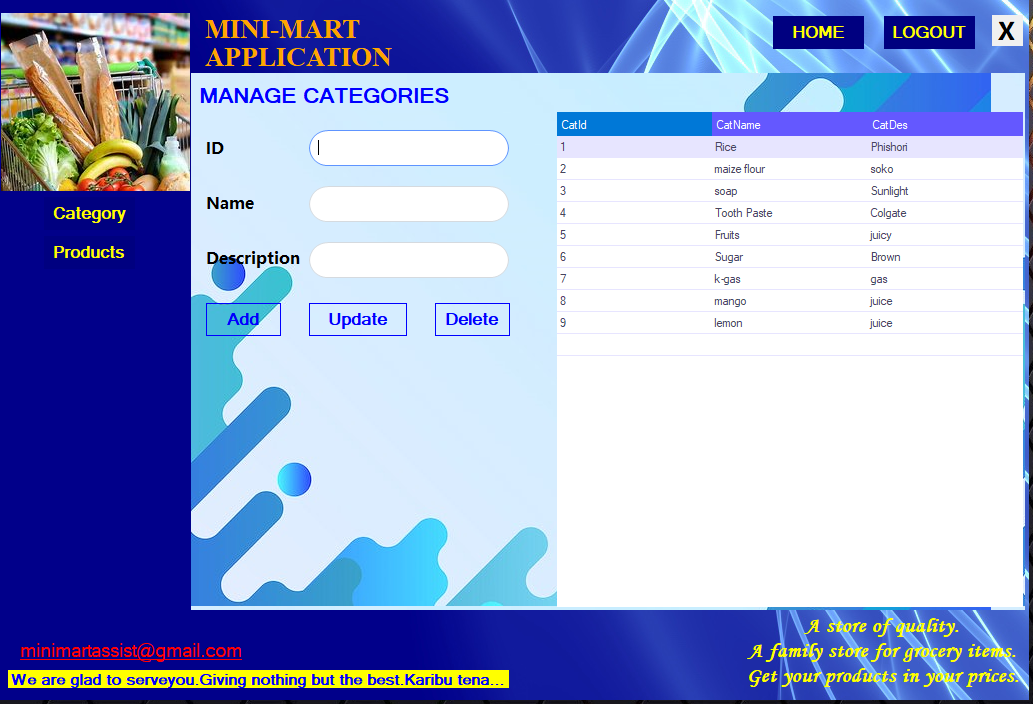 MINI-MART
APPLICATION
HOME
LOGOUT
X
Category
Products
MANAGE CATEGORIES
ID
Name
Description
Add Update Delete
CatId CatName CatDes
1 Rice Phishori
2 maize flour soko
3 soap Sunlight
4 Tooth Paste Colgate
5 Fruits juicy
6 Sugar Brown
7 k-gas gas
8 mango juice
9 lemon juice
minimartassist@gmail.com
We are glad to serveyou.Giving nothing but the best.Karibu tena...
A store of quality.
A family store for grocery items.
Get your products in your prices.